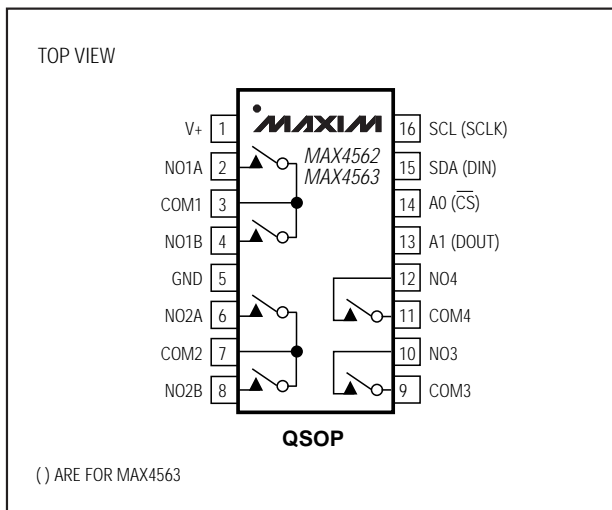 TOP VIEW
MAXIM
MAX4562
MAX4563
V+ 1
NO1A 2
COM1 3
NO1B 4
GND 5
NO2A 6
COM2 7
NO2B 8
16 SCL (SCLK)
15 SDA (DIN)
14 A0 (C̅S̅)
13 A1 (DOUT)
12 NO4
11 COM4
10 NO3
9 COM3
QSOP
( ) ARE FOR MAX4563